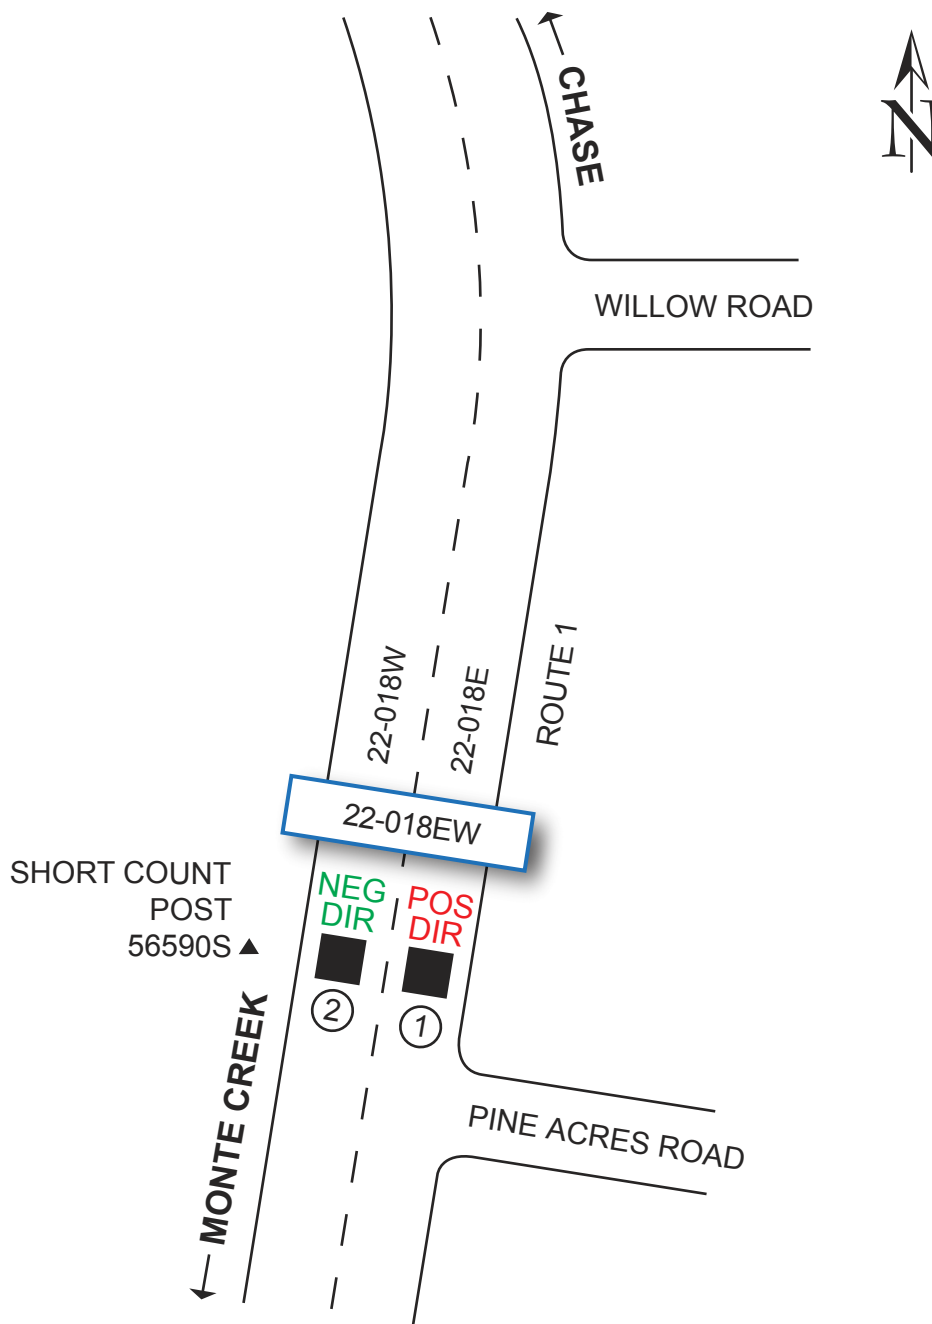 CHASE
N
WILLOW ROAD
ROUTE 1
22-018W
22-018E
22-018EW
SHORT COUNT
POST
56590S
NEG
DIR
POS
DIR
2
1
MONTE CREEK
PINE ACRES ROAD